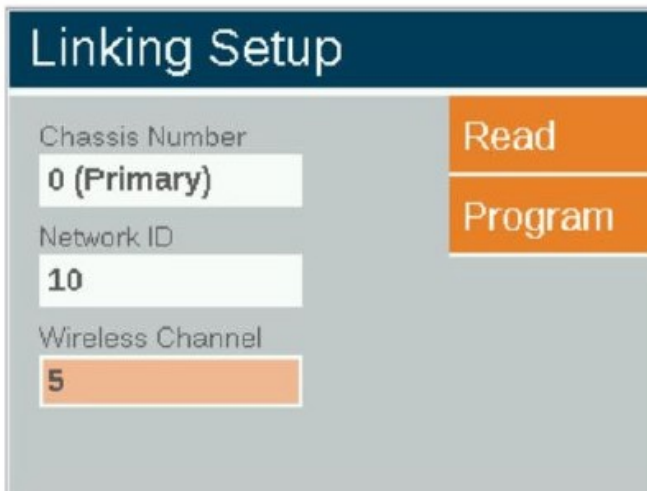 Linking Setup
Chassis Number
0 (Primary)
Network ID
10
Wireless Channel
5
Read
Program